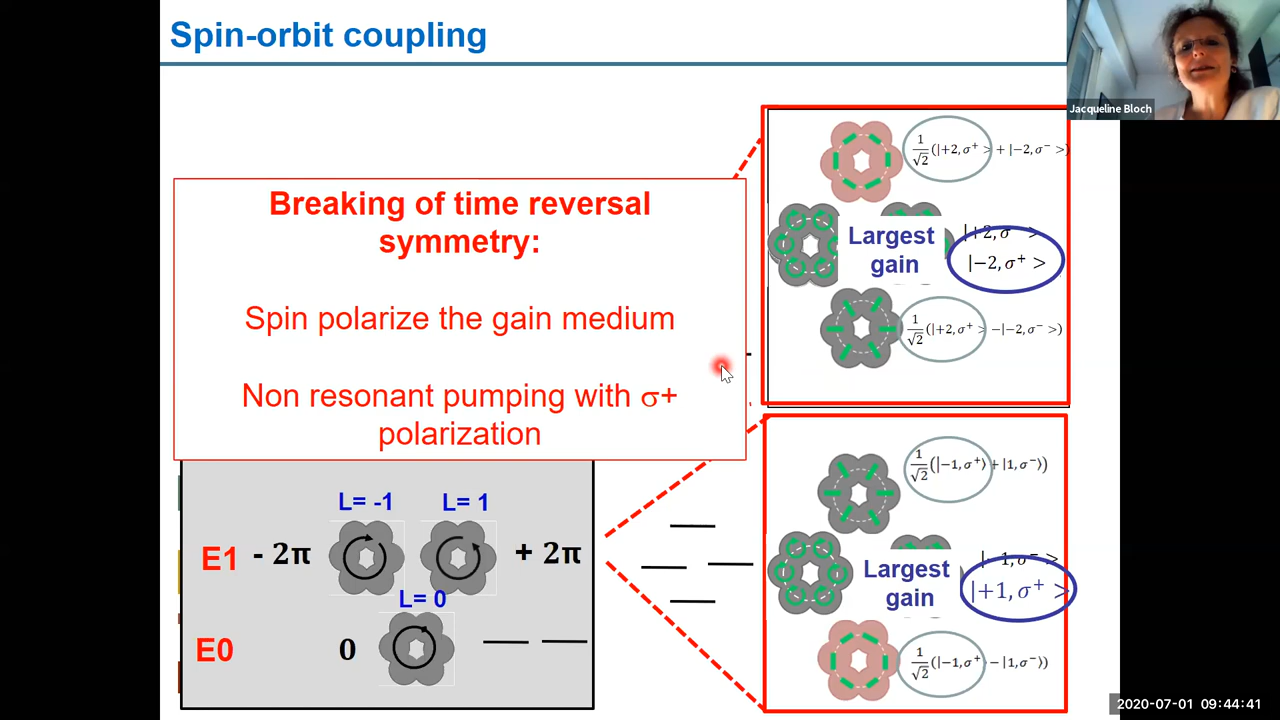 Spin-orbit coupling
Jacqueline Bloch
Breaking of time reversal
symmetry:
Spin polarize the gain medium
Non resonant pumping with σ+
polarization
1/√2 (|+2, σ⁺ > + |−2, σ⁻ >)
Largest
gain
|+2, σ⁻ >
|−2, σ⁺ >
1/√2 (|+2, σ⁺ > −|−2, σ⁻ >)
L= -1
L= 1
E1
- 2π
+ 2π
L= 0
E0
0
1/√2 (|−1, σ⁺⟩ + |1, σ⁻⟩)
Largest
gain
|−1, σ⁻ >
|+1, σ⁺ >
1/√2 (|−1, σ⁺⟩ − |1, σ⁻⟩)
2020-07-01 09:44:41